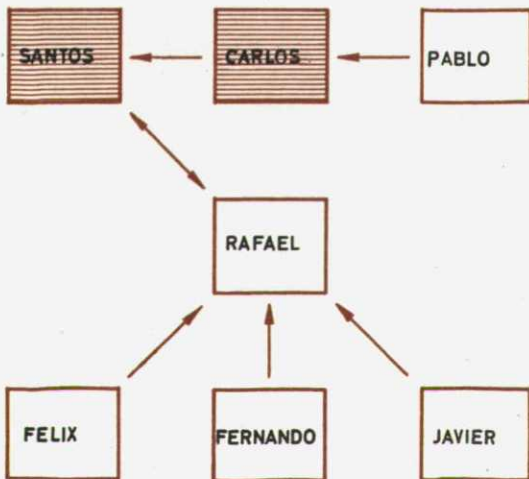 SANTOS
CARLOS
PABLO
RAFAEL
FELIX
FERNANDO
JAVIER